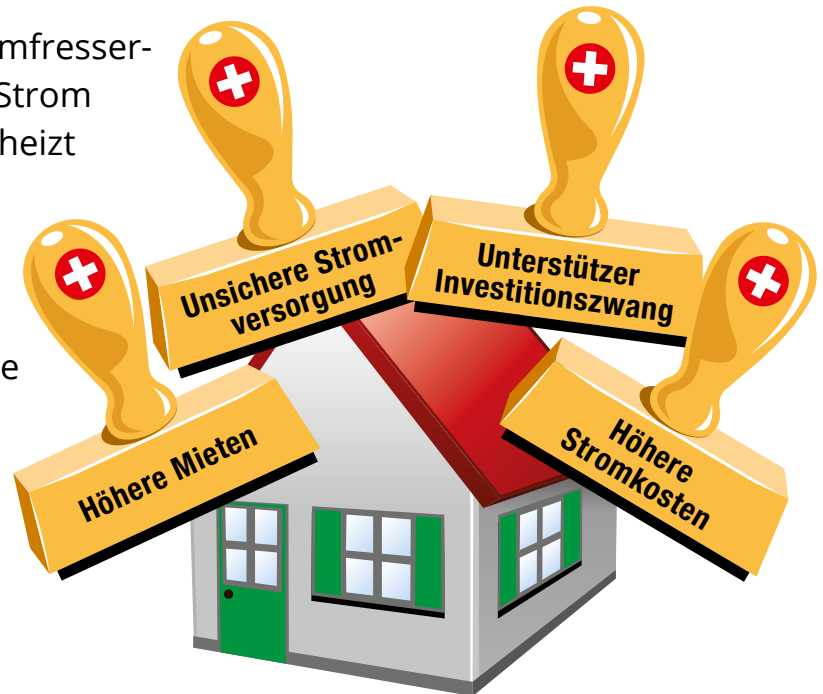 mfresser-
Strom
heizt
e
Unsichere Strom-
versorgung
Unterstützer
Investitionszwang
Höhere Mieten
Höhere
Stromkosten